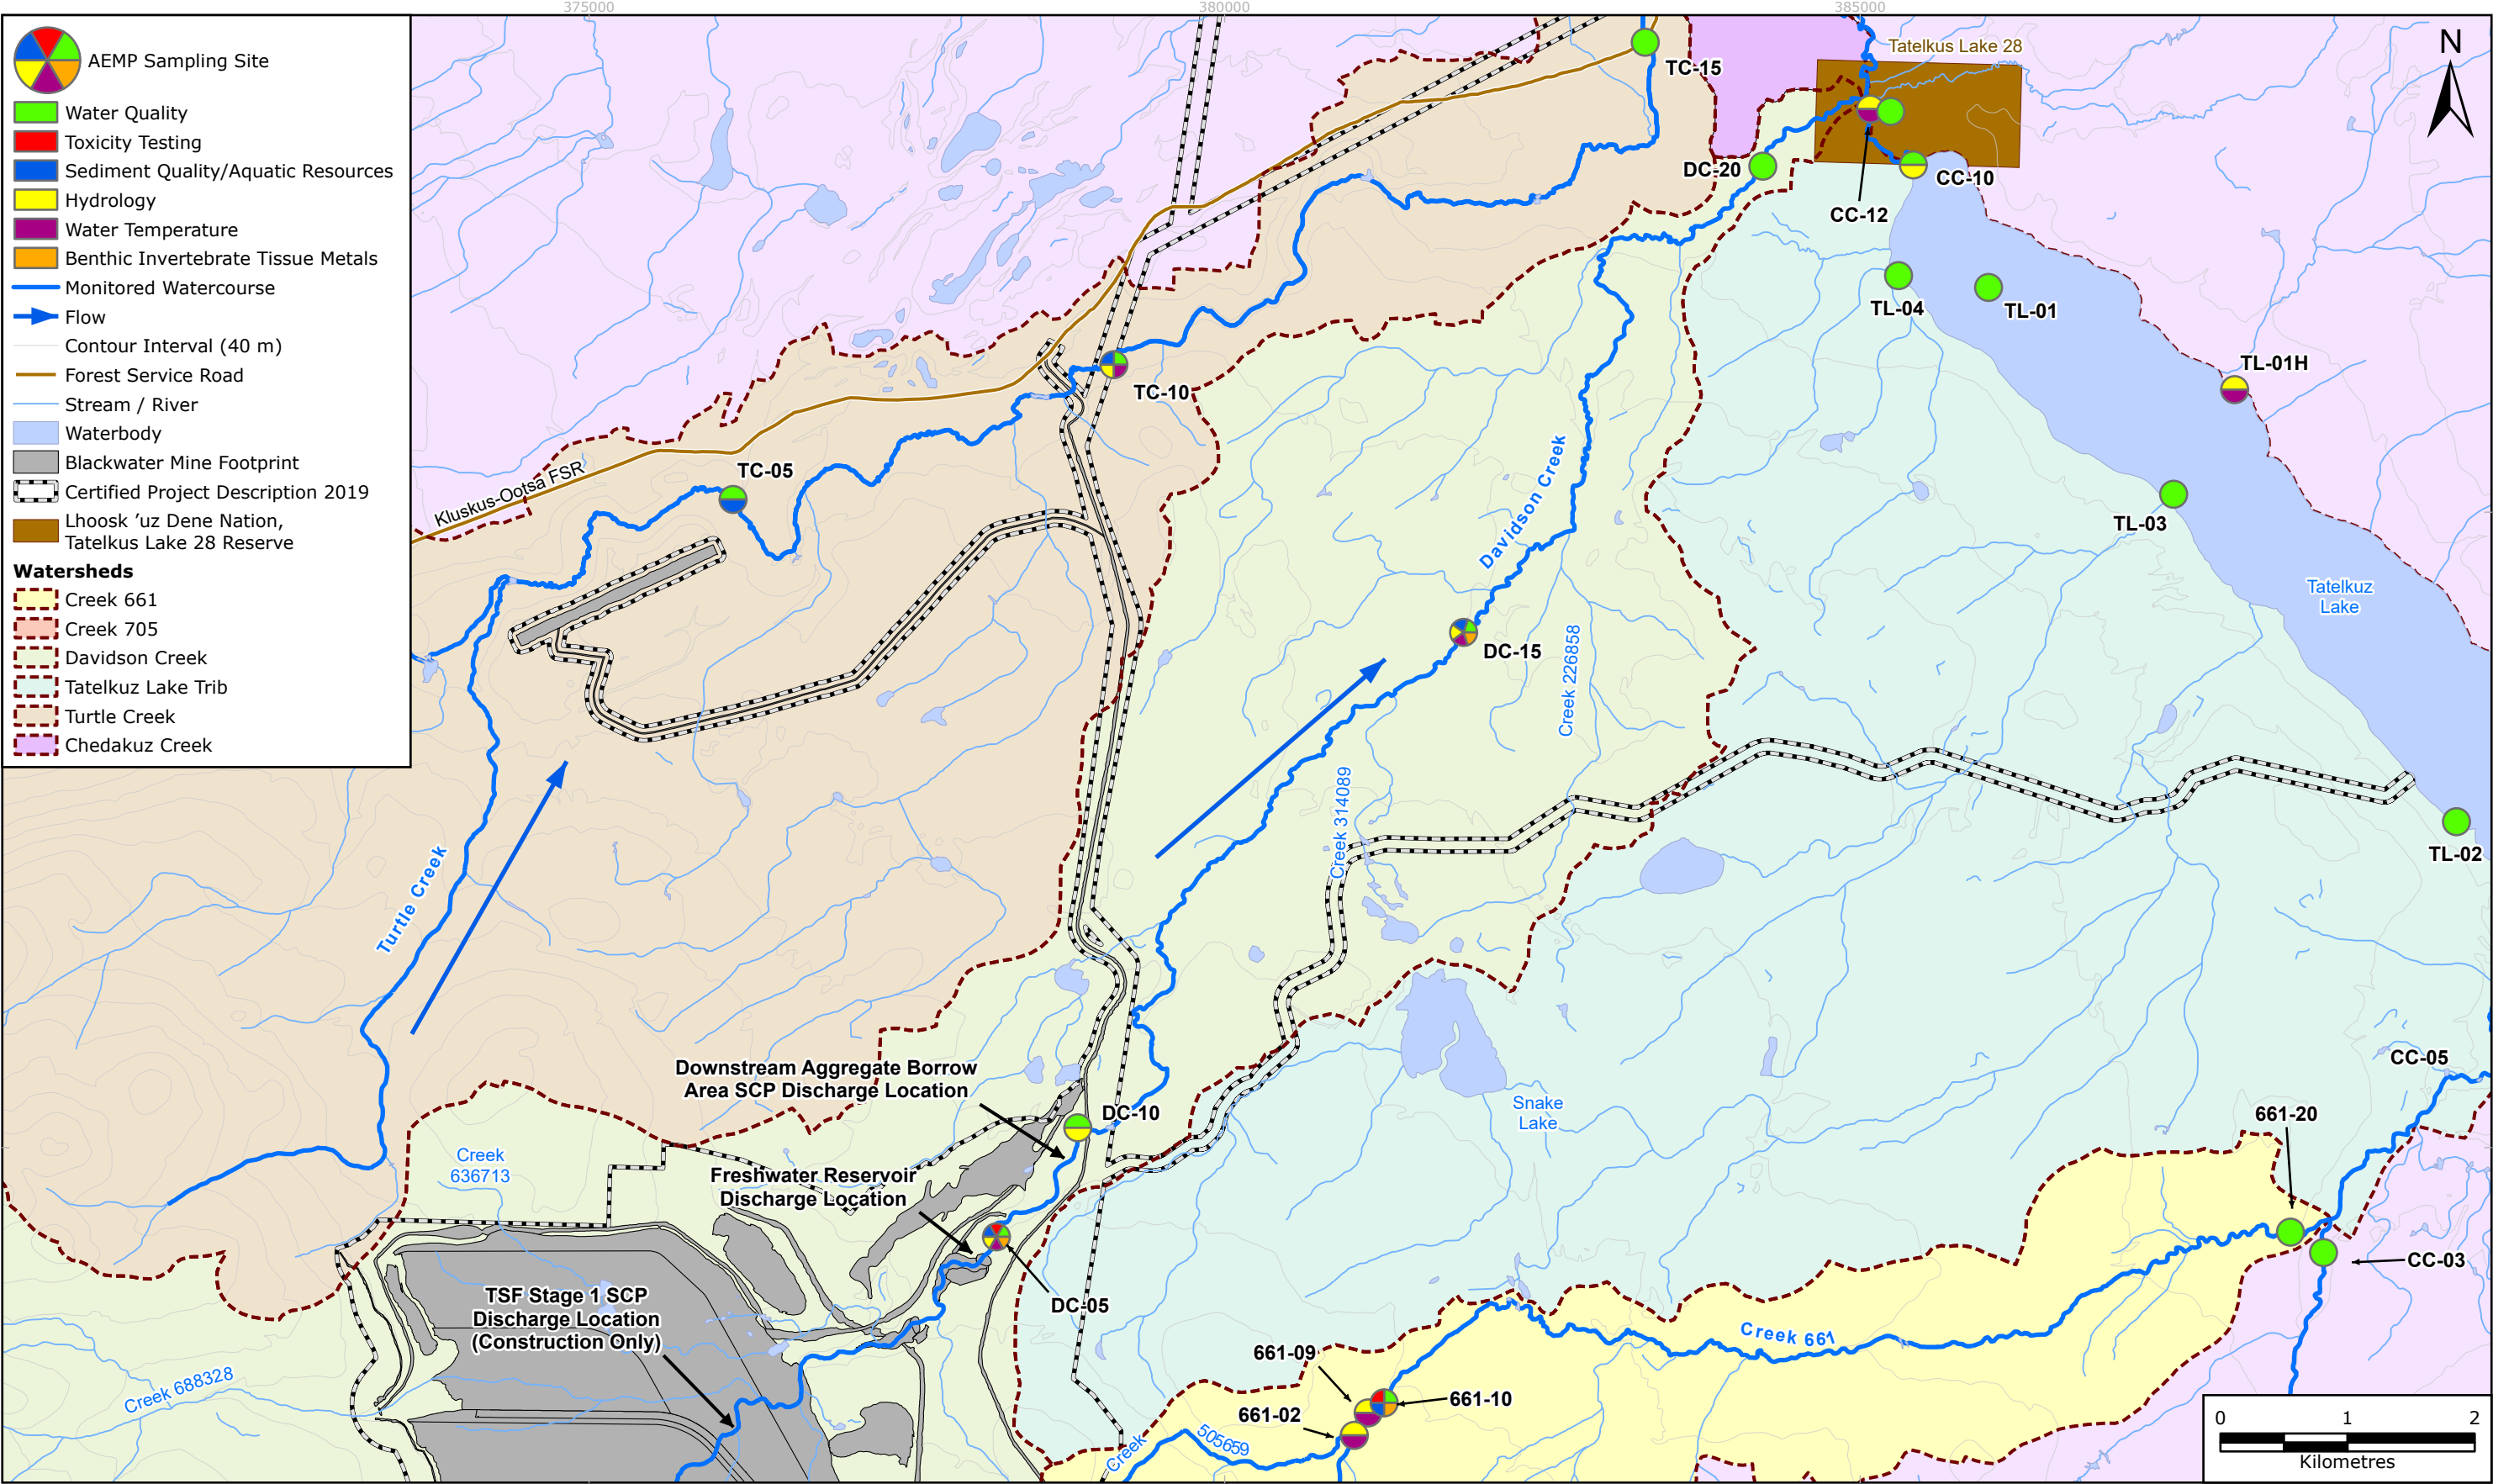 375000
380000
385000
AEMP Sampling Site
Water Quality
Toxicity Testing
Sediment Quality/Aquatic Resources
Hydrology
Water Temperature
Benthic Invertebrate Tissue Metals
Monitored Watercourse
Flow
Contour Interval (40 m)
Forest Service Road
Stream / River
Waterbody
Blackwater Mine Footprint
Certified Project Description 2019
Lhoosk 'uz Dene Nation,
Tatelkus Lake 28 Reserve
Watersheds
Creek 661
Creek 705
Davidson Creek
Tatelkuz Lake Trib
Turtle Creek
Chedakuz Creek
N
Tatelkus Lake 28
TC-15
DC-20
CC-10
CC-12
TL-04
TL-01
TL-01H
TC-10
TC-05
Kluskus-Ootsa FSR
Davidson Creek
TL-03
Tatelkuz
Lake
DC-15
Creek 226858
Creek 314089
TL-02
Turtle Creek
CC-05
Downstream Aggregate Borrow
Area SCP Discharge Location
DC-10
Snake
Lake
661-20
Creek
636713
Freshwater Reservoir
Discharge Location
CC-03
DC-05
TSF Stage 1 SCP
Discharge Location
(Construction Only)
Creek 661
661-09
661-10
661-02
Creek 688328
Creek 505659
0 1 2
Kilometres